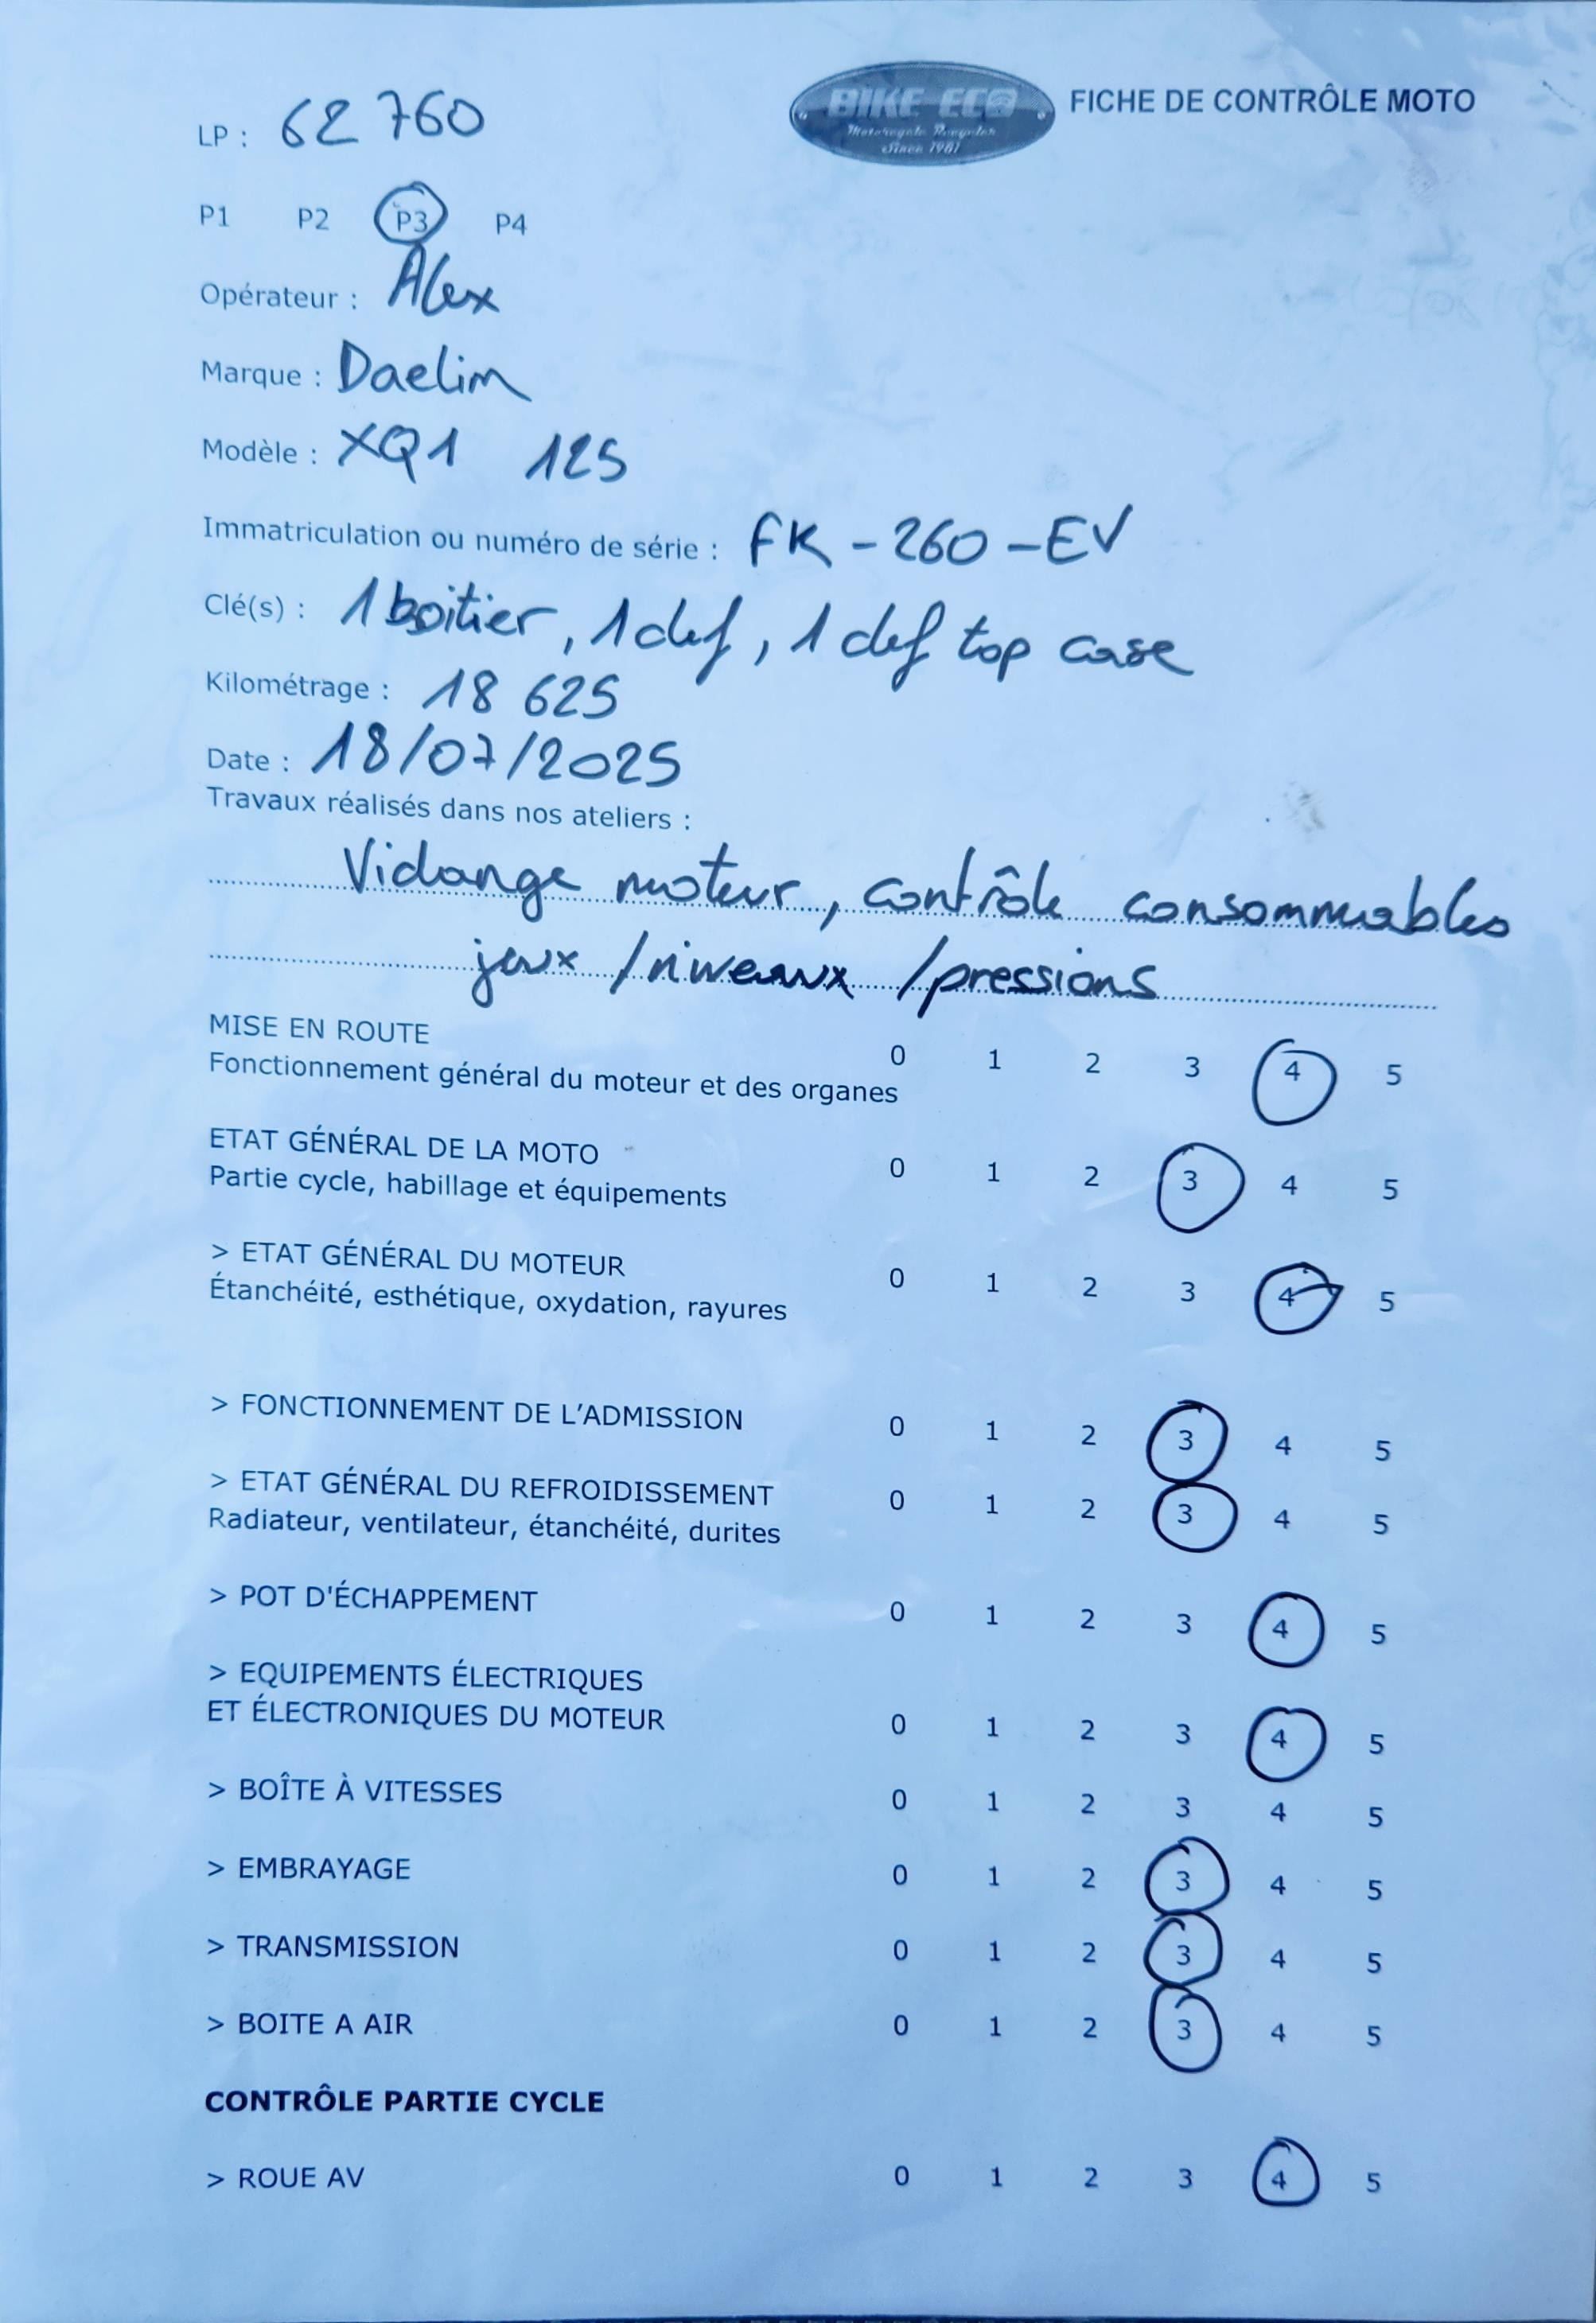 BIKE ECO
Motorcycle Recycler
Since 1981
FICHE DE CONTRÔLE MOTO
LP : 62 760
P1 P2 P3 P4
Opérateur : Alex
Marque : Daelim
Modèle : XQ1 125
Immatriculation ou numéro de série : FK - 260 - EV
Clé(s) : 1 boitier, 1 clef, 1 clef top case
Kilométrage : 18 625
Date : 18/07/2025
Travaux réalisés dans nos ateliers :
Vidange moteur, contrôle consommables
jeux / niveaux / pressions
MISE EN ROUTE
Fonctionnement général du moteur et des organes 0 1 2 3 4 5
ETAT GÉNÉRAL DE LA MOTO
Partie cycle, habillage et équipements 0 1 2 3 4 5
> ETAT GÉNÉRAL DU MOTEUR
Étanchéité, esthétique, oxydation, rayures 0 1 2 3 4 5
> FONCTIONNEMENT DE L'ADMISSION 0 1 2 3 4 5
> ETAT GÉNÉRAL DU REFROIDISSEMENT 0 1 2 3 4 5
Radiateur, ventilateur, étanchéité, durites
> POT D'ÉCHAPPEMENT 0 1 2 3 4 5
> EQUIPEMENTS ÉLECTRIQUES
ET ÉLECTRONIQUES DU MOTEUR 0 1 2 3 4 5
> BOÎTE À VITESSES 0 1 2 3 4 5
> EMBRAYAGE 0 1 2 3 4 5
> TRANSMISSION 0 1 2 3 4 5
> BOITE A AIR 0 1 2 3 4 5
CONTRÔLE PARTIE CYCLE
> ROUE AV 0 1 2 3 4 5